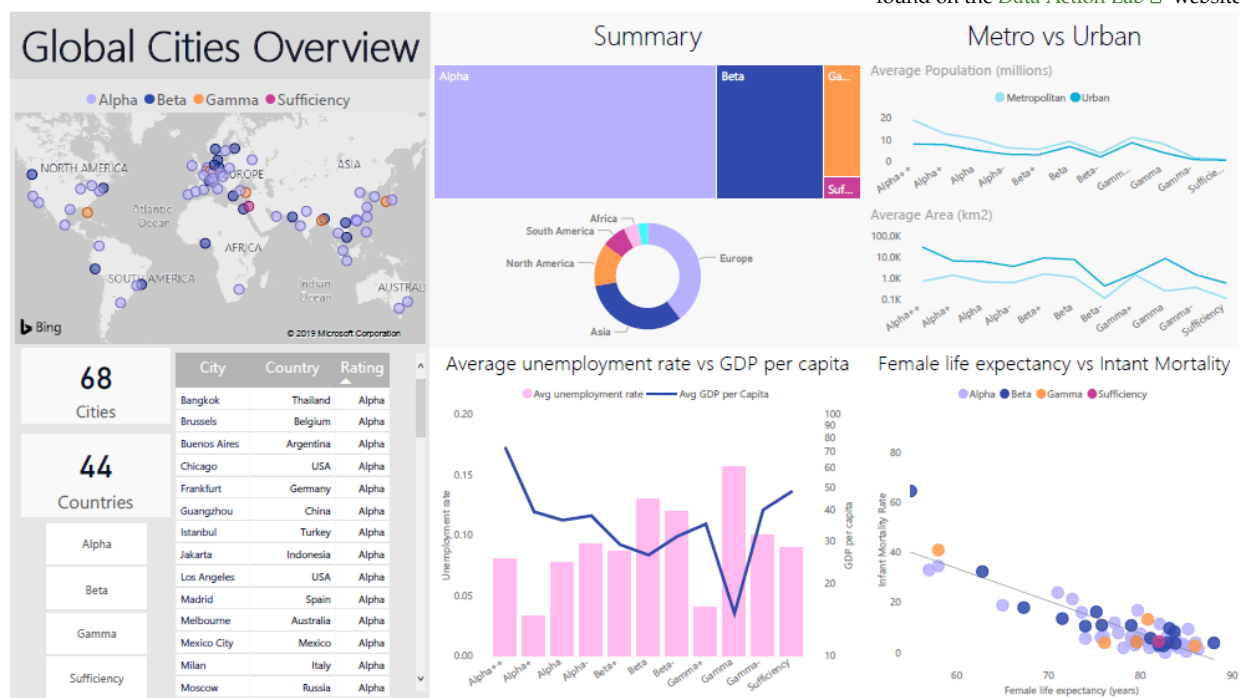 found on the Data Action Lab website
Global Cities Overview
Alpha Beta Gamma Sufficiency
NORTH AMERICA
EUROPE
ASIA
Atlantic
Ocean
AFRICA
SOUTH AMERICA
Indian
Ocean
AUSTRALI
Bing
© 2019 Microsoft Corporation
68
Cities
44
Countries
Alpha
Beta
Gamma
Sufficiency
City Country Rating
Bangkok Thailand Alpha
Brussels Belgium Alpha
Buenos Aires Argentina Alpha
Chicago USA Alpha
Frankfurt Germany Alpha
Guangzhou China Alpha
Istanbul Turkey Alpha
Jakarta Indonesia Alpha
Los Angeles USA Alpha
Madrid Spain Alpha
Melbourne Australia Alpha
Mexico City Mexico Alpha
Milan Italy Alpha
Moscow Russia Alpha
Summary
Alpha Beta Ga...
Suf...
Africa
South America
North America
Europe
Asia
Average unemployment rate vs GDP per capita
Avg unemployment rate Avg GDP per Capita
0.20
0.15
0.10
0.05
0.00
Unemployment rate
100
90
80
70
60
50
40
30
20
10
GDP per capita
Alpha++ Alpha+ Alpha Alpha- Beta+ Beta Beta- Gamma+ Gamma Gamma- Sufficiency
Metro vs Urban
Average Population (millions)
Metropolitan Urban
20
10
0
Alpha++ Alpha+ Alpha Alpha- Beta+ Beta Beta- Gamm... Gamma Gamma- Sufficie...
Average Area (km2)
100.0K
10.0K
1.0K
0.1K
Alpha++ Alpha+ Alpha Alpha- Beta+ Beta Beta- Gamma+ Gamma Gamma- Sufficiency
Female life expectancy vs Intant Mortality
Alpha Beta Gamma Sufficiency
80
60
40
20
0
Infant Mortality Rate
60 70 80 90
Female life expectancy (years)